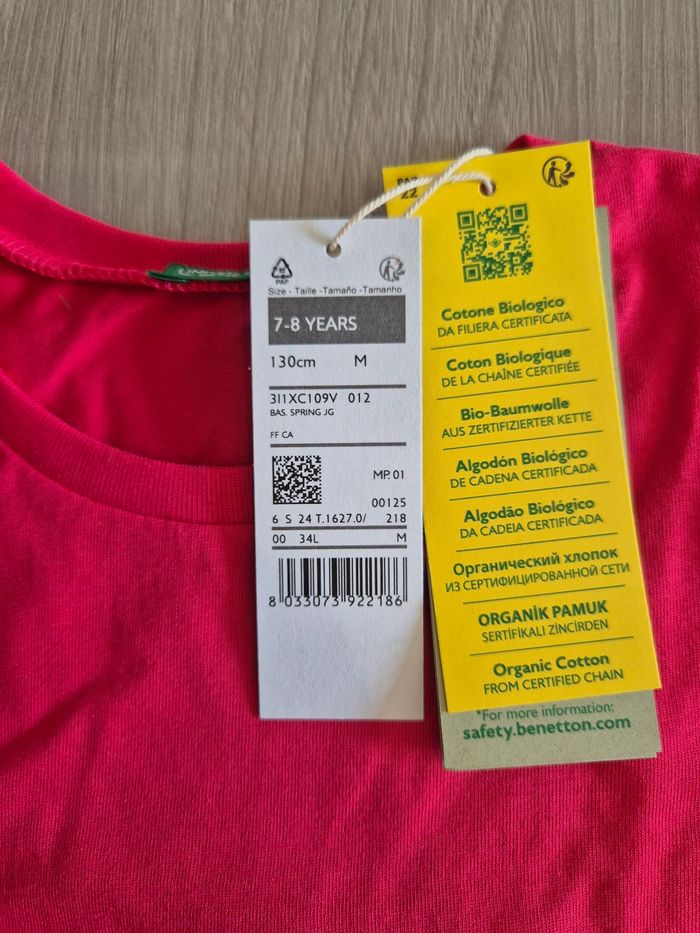 PAP
Size - Taille -Tamaño -Tamanho
7-8 YEARS
130cm M
3I1XC109V 012
BAS. SPRING JG
FF CA
MP. 01
00125
6 S 24 T.1627.0/ 218
00 34L M
8 033073 922186
PAP
22
Cotone Biologico
DA FILIERA CERTIFICATA
Coton Biologique
DE LA CHAÎNE CERTIFIÉE
Bio-Baumwolle
AUS ZERTIFIZIERTER KETTE
Algodón Biológico
DE CADENA CERTIFICADA
Algodão Biológico
DA CADEIA CERTIFICADA
Органический хлопок
ИЗ СЕРТИФИЦИРОВАННОЙ СЕТИ
ORGANİK PAMUK
SERTİFİKALI ZİNCİRDEN
Organic Cotton
FROM CERTIFIED CHAIN
*For more information:
safety.benetton.com